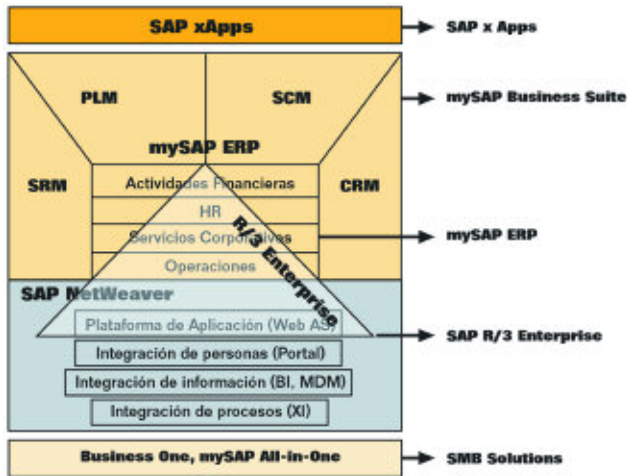 SAP xApps
SAP x Apps
PLM
SCM
mySAP Business Suite
mySAP ERP
SRM
Actividades Financieras
CRM
HR
R/3 Enterprise
Servicios Corporativos
mySAP ERP
Operaciones
SAP NetWeaver
Plataforma de Aplicación (Web AS)
SAP R/3 Enterprise
Integración de personas (Portal)
Integración de información (BI, MDM)
Integración de procesos (XI)
Business One, mySAP All-in-One
SMB Solutions